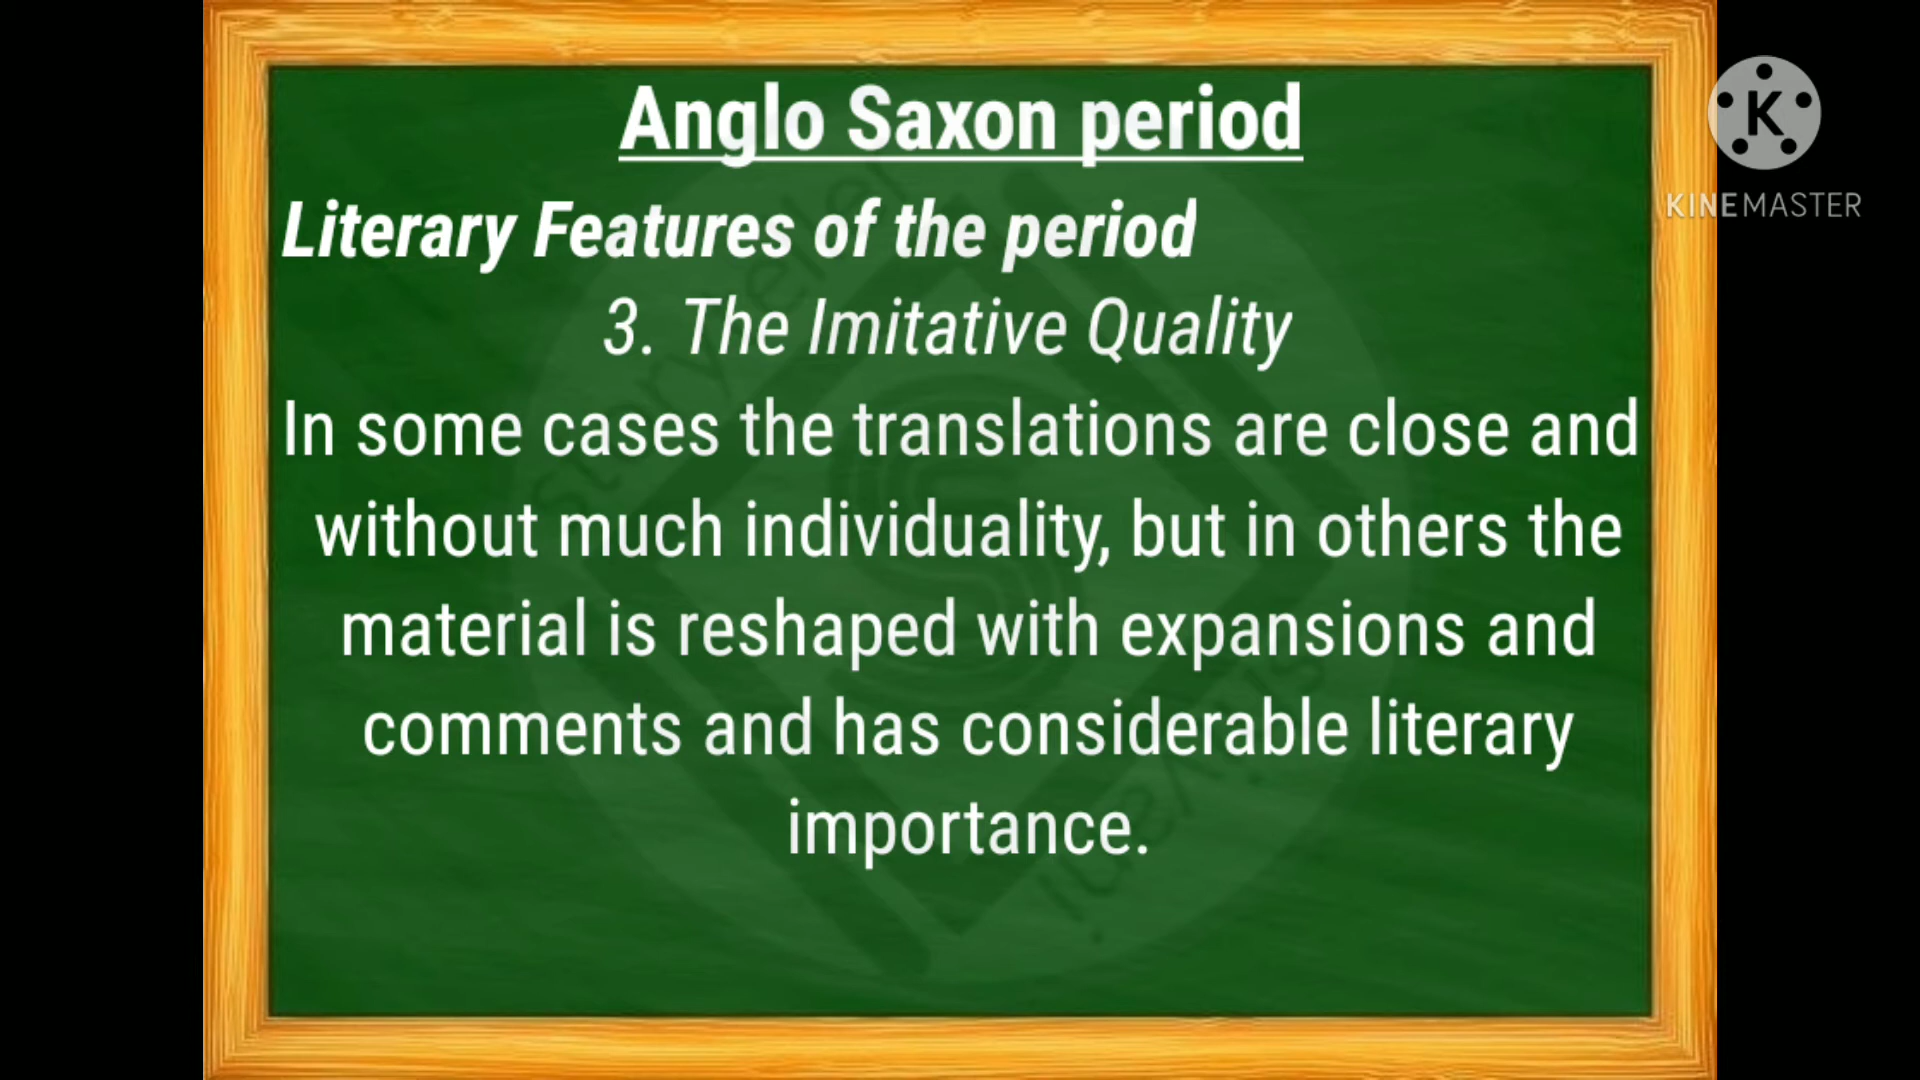 Anglo Saxon period
Literary Features of the period
3. The Imitative Quality
In some cases the translations are close and
without much individuality, but in others the
material is reshaped with expansions and
comments and has considerable literary
importance.
KINEMASTER